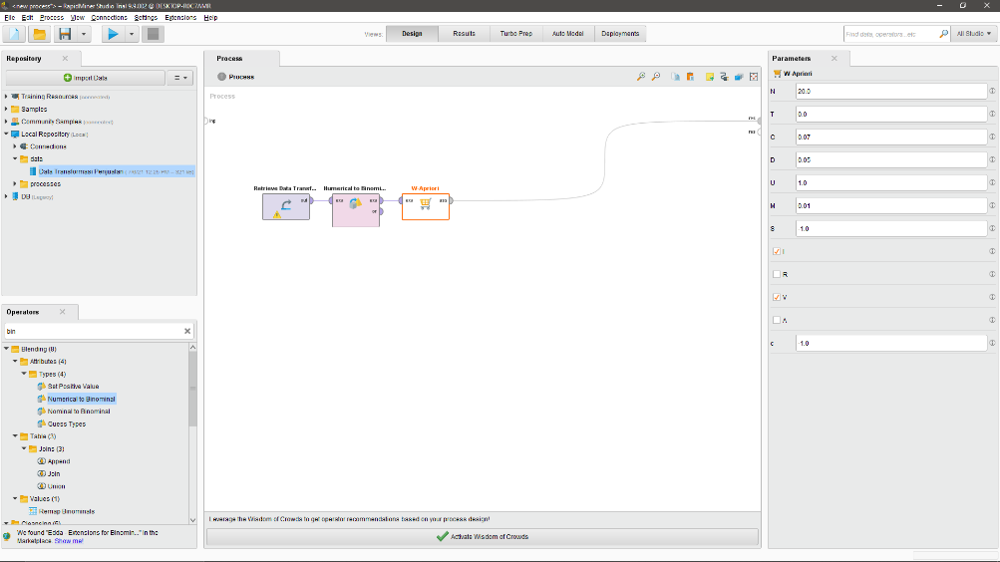 <new process*> – RapidMiner Studio Trial 9.9.002 @ DESKTOP-R0C7AMR
File Edit Process View Connections Settings Extensions Help
Views: Design Results Turbo Prep Auto Model Deployments
Find data, operators...etc
All Studio
Repository
Import Data
Training Resources (connected)
Samples
Community Samples (connected)
Local Repository (Local)
Connections
data
Data Transformasi Penjualan
processes
DB (Legacy)
Operators
bin
Blending (8)
Attributes (4)
Types (4)
Set Positive Value
Numerical to Binominal
Nominal to Binominal
Guess Types
Table (3)
Joins (3)
Append
Join
Union
Values (1)
Remap Binominals
Cleansing (5)
We found "Edda - Extensions for Binomin..." in the
Marketplace. Show me!
Process
Process
Process
inp
res
res
Retrieve Data Transf...
out
Numerical to Binomi...
exa
exa
ori
W-Apriori
exa
ass
Leverage the Wisdom of Crowds to get operator recommendations based on your process design!
Activate Wisdom of Crowds
Parameters
W-Apriori
N 20.0
T 0.0
C 0.07
D 0.05
U 1.0
M 0.01
S -1.0
I
R
V
A
c -1.0